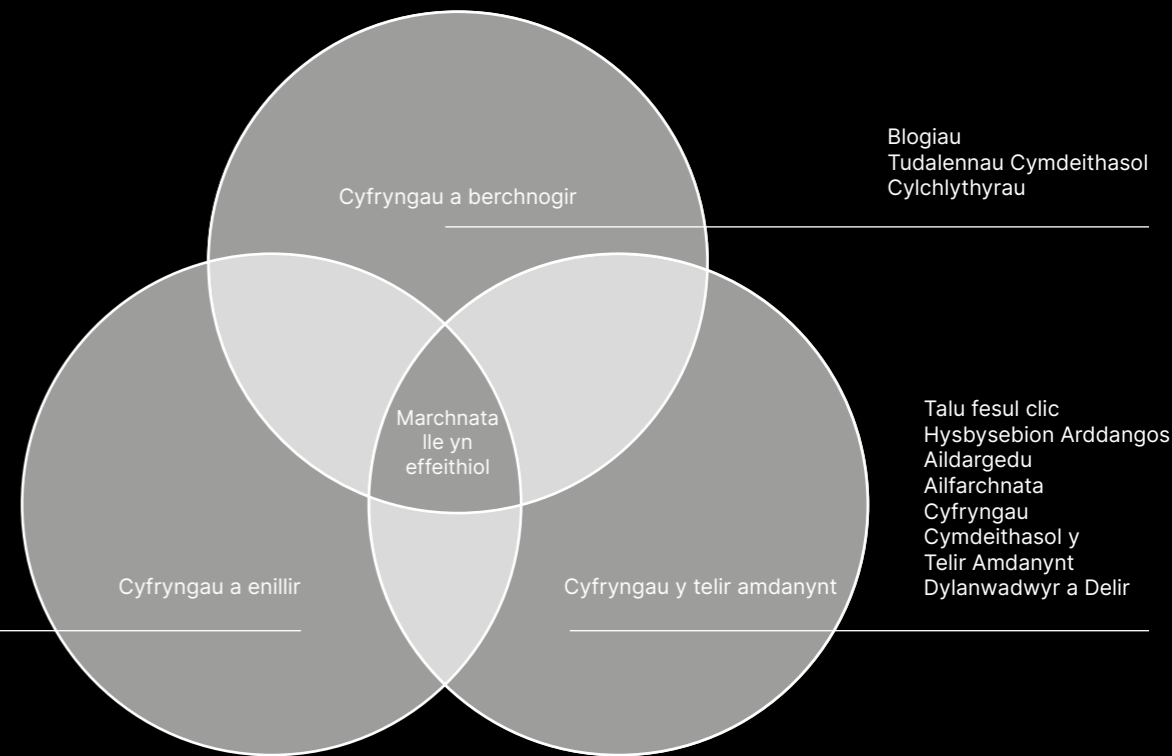 Blogiau
Tudalennau Cymdeithasol
Cylchlythyrau
Cyfryngau a berchnogir
Marchnata
lle yn
effeithiol
Talu fesul clic
Hysbysebion Arddangos
Aildargedu
Ailfarchnata
Cyfryngau
Cymdeithasol y
Telir Amdanynt
Dylanwadwyr a Delir
Cyfryngau a enillir
Cyfryngau y telir amdanynt